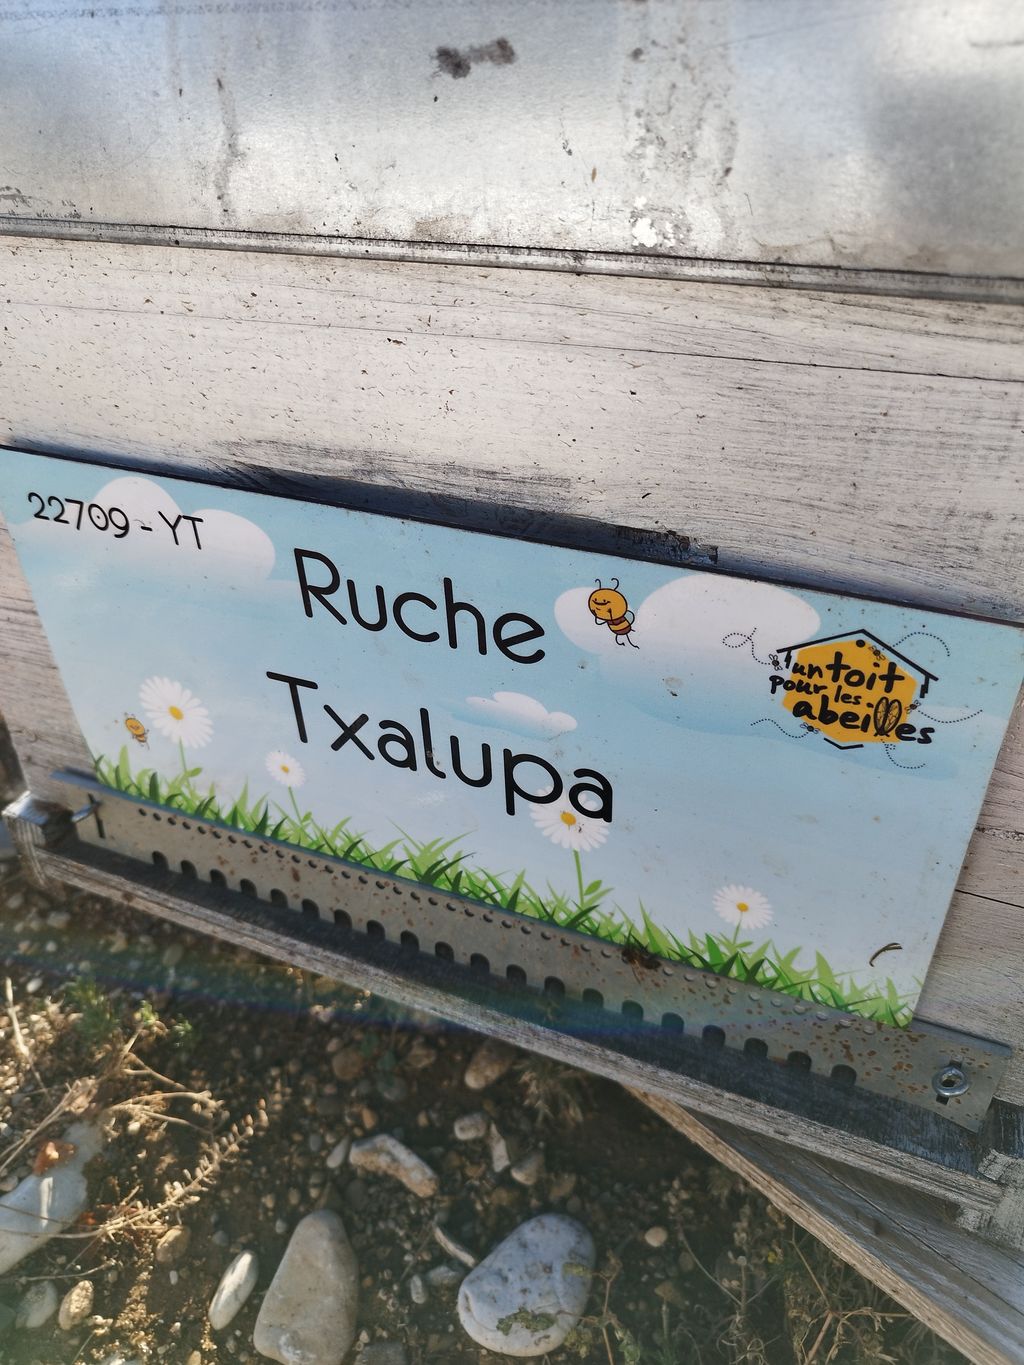 22709 - YT
Ruche
Txalupa
un toit
pour les
abeilles